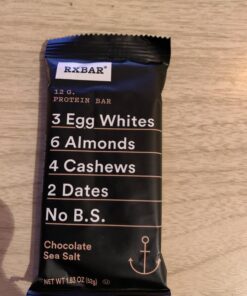 RXBAR®
12 G.
PROTEIN BAR
3 Egg Whites
6 Almonds
4 Cashews
2 Dates
No B.S.
Chocolate
Sea Salt
NET WT 1.83 OZ (52g)